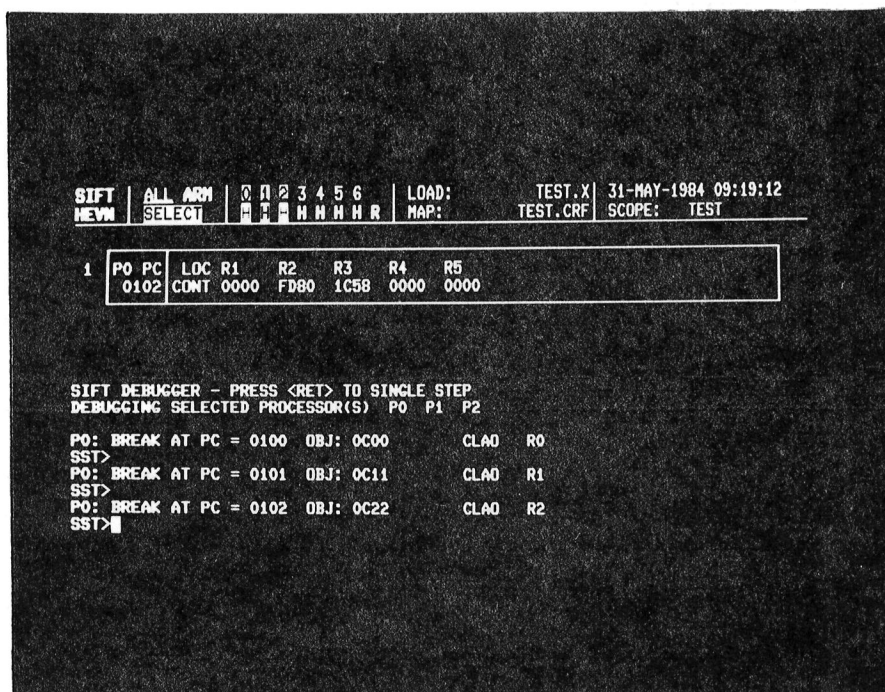 SIFT | ALL ARM | 0 1 2 3 4 5 6 | LOAD: TEST.X | 31-MAY-1984 09:19:12
HEVN | SELECT | H H H H H H H R | MAP: TEST.CRF | SCOPE: TEST
1 P0 PC LOC R1 R2 R3 R4 R5
0102 CONT 0000 FD80 1C58 0000 0000
SIFT DEBUGGER - PRESS <RET> TO SINGLE STEP
DEBUGGING SELECTED PROCESSOR(S) P0 P1 P2
P0: BREAK AT PC = 0100 OBJ: 0C00 CLA0 R0
SST>
P0: BREAK AT PC = 0101 OBJ: 0C11 CLA0 R1
SST>
P0: BREAK AT PC = 0102 OBJ: 0C22 CLA0 R2
SST>